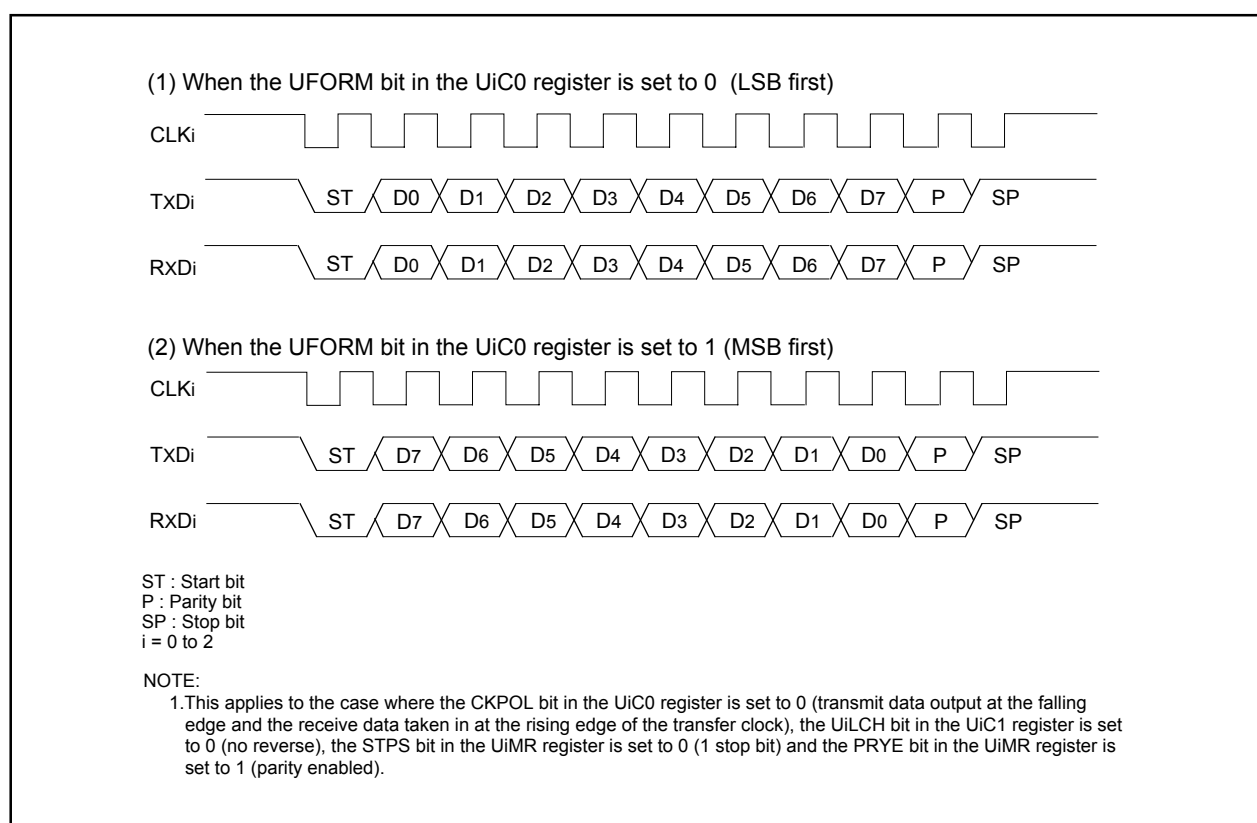 (1) When the UFORM bit in the UiC0 register is set to 0 (LSB first)
CLKi
TXDi ST D0 D1 D2 D3 D4 D5 D6 D7 P SP
RXDi ST D0 D1 D2 D3 D4 D5 D6 D7 P SP
(2) When the UFORM bit in the UiC0 register is set to 1 (MSB first)
CLKi
TXDi ST D7 D6 D5 D4 D3 D2 D1 D0 P SP
RXDi ST D7 D6 D5 D4 D3 D2 D1 D0 P SP
ST : Start bit
P : Parity bit
SP : Stop bit
i = 0 to 2
NOTE:
1.This applies to the case where the CKPOL bit in the UiC0 register is set to 0 (transmit data output at the falling
edge and the receive data taken in at the rising edge of the transfer clock), the UiLCH bit in the UiC1 register is set
to 0 (no reverse), the STPS bit in the UiMR register is set to 0 (1 stop bit) and the PRYE bit in the UiMR register is
set to 1 (parity enabled).